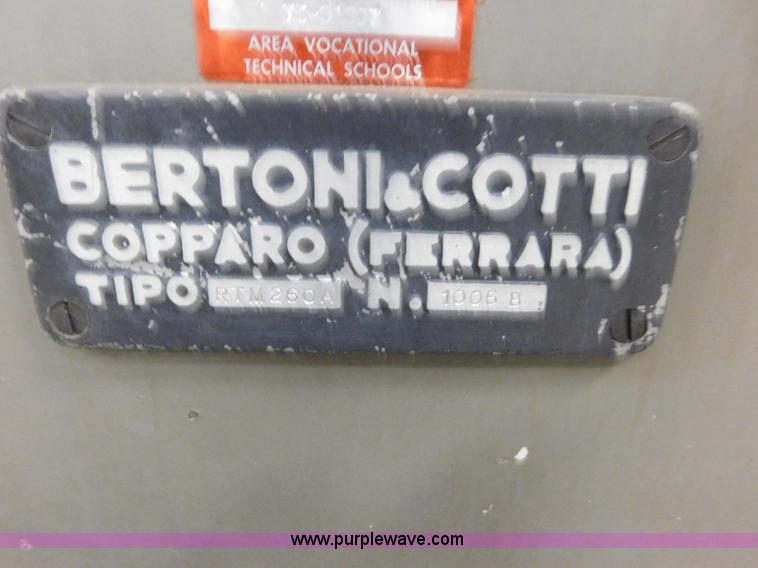 AREA VOCATIONAL
TECHNICAL SCHOOLS
BERTONI & COTTI
COPPARO (FERRARA)
TIPO RTM260A N. 1006 B
www.purplewave.com